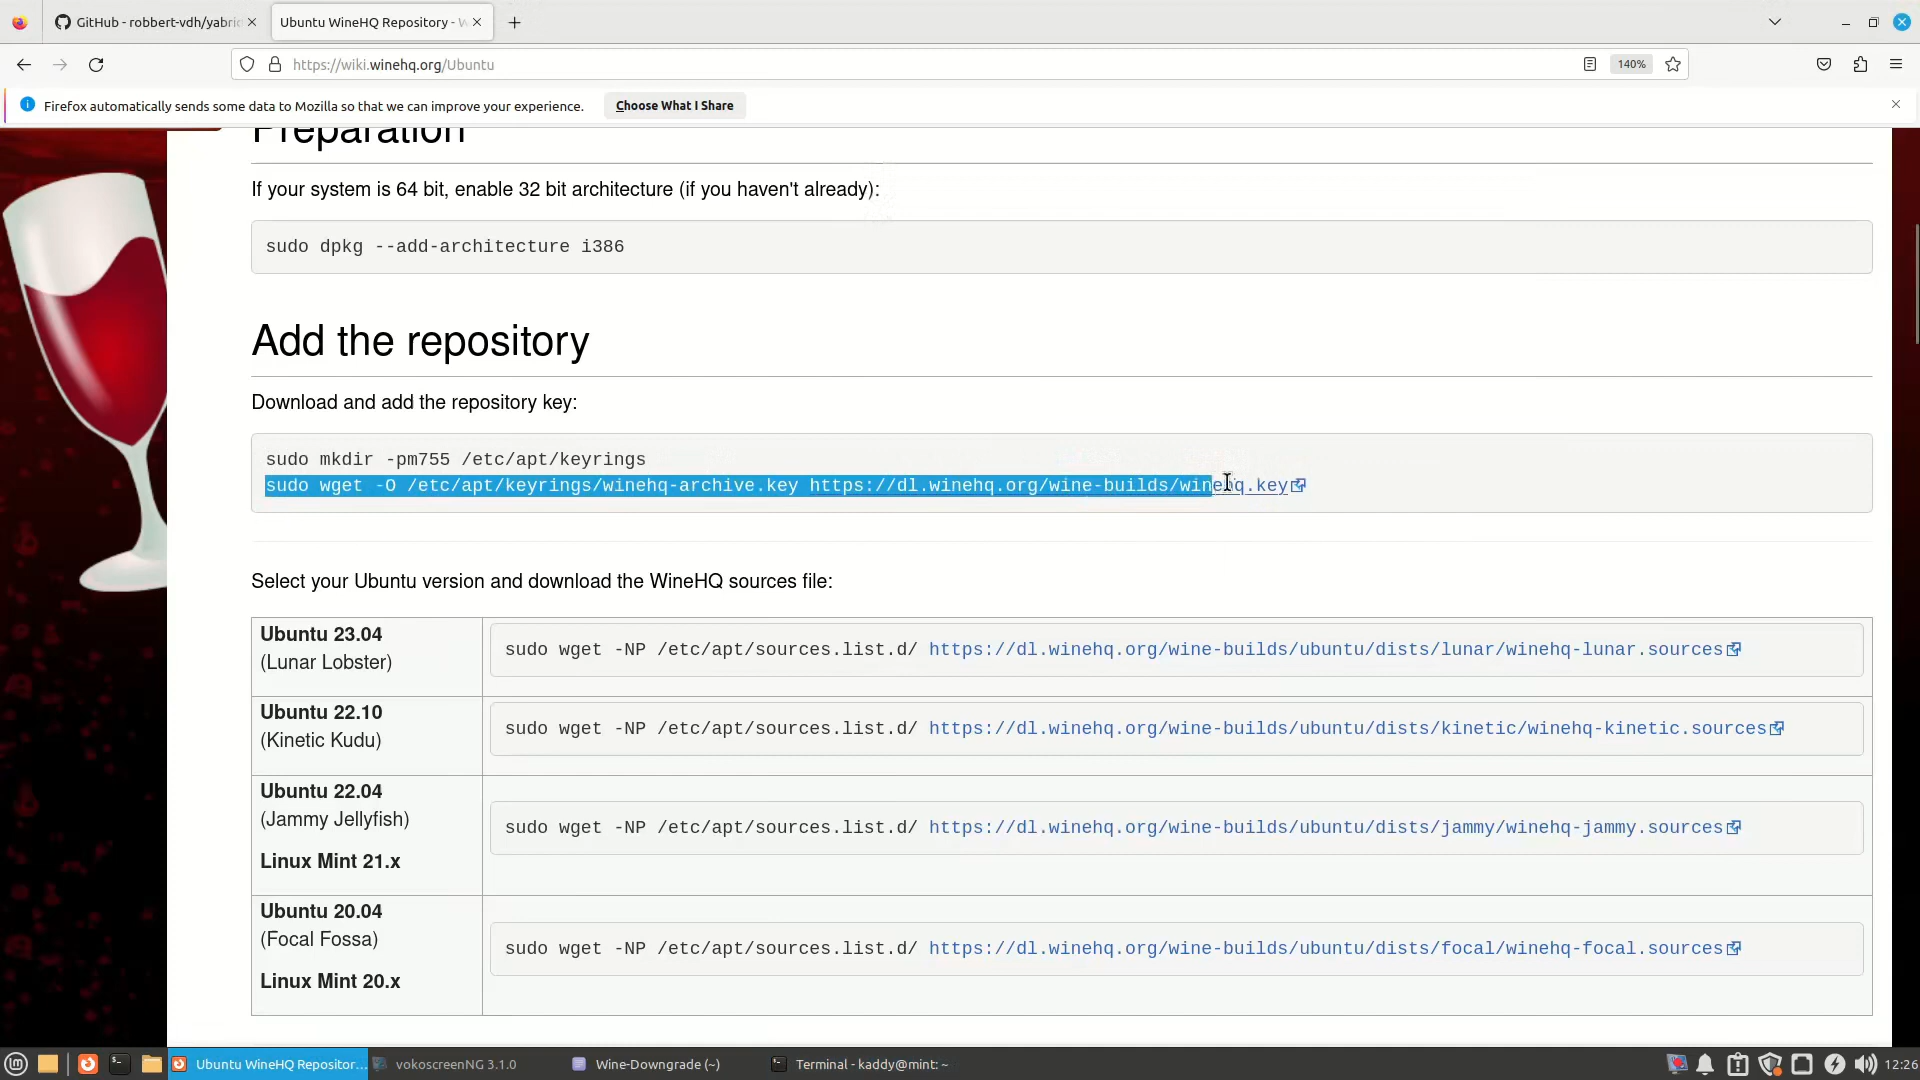 GitHub - robbert-vdh/yabri
Ubuntu WineHQ Repository - W
https://wiki.winehq.org/Ubuntu
140%
Firefox automatically sends some data to Mozilla so that we can improve your experience.
Choose What I Share
Preparation
If your system is 64 bit, enable 32 bit architecture (if you haven't already):
sudo dpkg --add-architecture i386
Add the repository
Download and add the repository key:
sudo mkdir -pm755 /etc/apt/keyrings
sudo wget -O /etc/apt/keyrings/winehq-archive.key https://dl.winehq.org/wine-builds/winehq.key
Select your Ubuntu version and download the WineHQ sources file:
Ubuntu 23.04
(Lunar Lobster)
sudo wget -NP /etc/apt/sources.list.d/ https://dl.winehq.org/wine-builds/ubuntu/dists/lunar/winehq-lunar.sources
Ubuntu 22.10
(Kinetic Kudu)
sudo wget -NP /etc/apt/sources.list.d/ https://dl.winehq.org/wine-builds/ubuntu/dists/kinetic/winehq-kinetic.sources
Ubuntu 22.04
(Jammy Jellyfish)
Linux Mint 21.x
sudo wget -NP /etc/apt/sources.list.d/ https://dl.winehq.org/wine-builds/ubuntu/dists/jammy/winehq-jammy.sources
Ubuntu 20.04
(Focal Fossa)
Linux Mint 20.x
sudo wget -NP /etc/apt/sources.list.d/ https://dl.winehq.org/wine-builds/ubuntu/dists/focal/winehq-focal.sources
Ubuntu WineHQ Repositor...
vokoscreenNG 3.1.0
Wine-Downgrade (~)
Terminal - kaddy@mint: ~
12:26